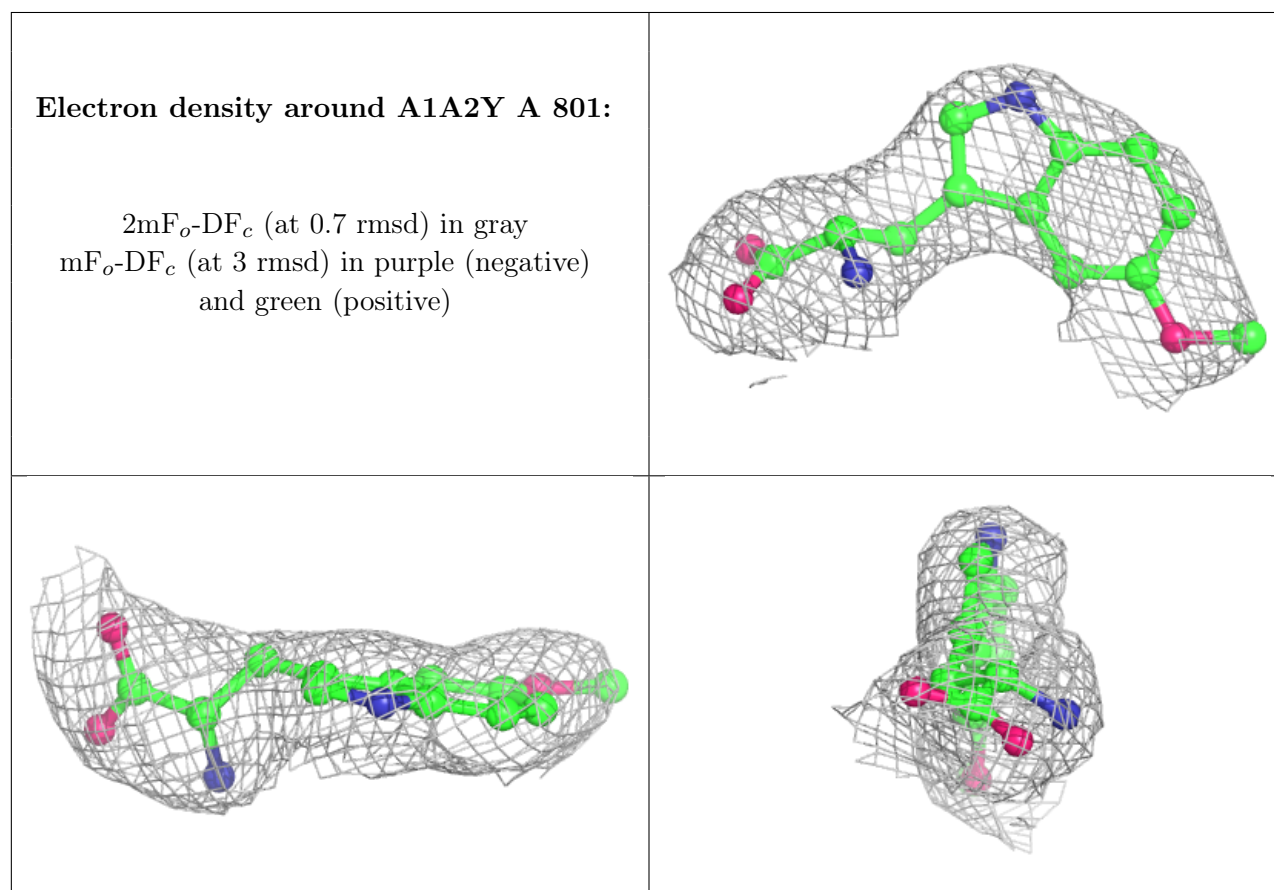 Electron density around A1A2Y A 801:
2mFₒ-DF𝑐 (at 0.7 rmsd) in gray
mFₒ-DF𝑐 (at 3 rmsd) in purple (negative)
and green (positive)